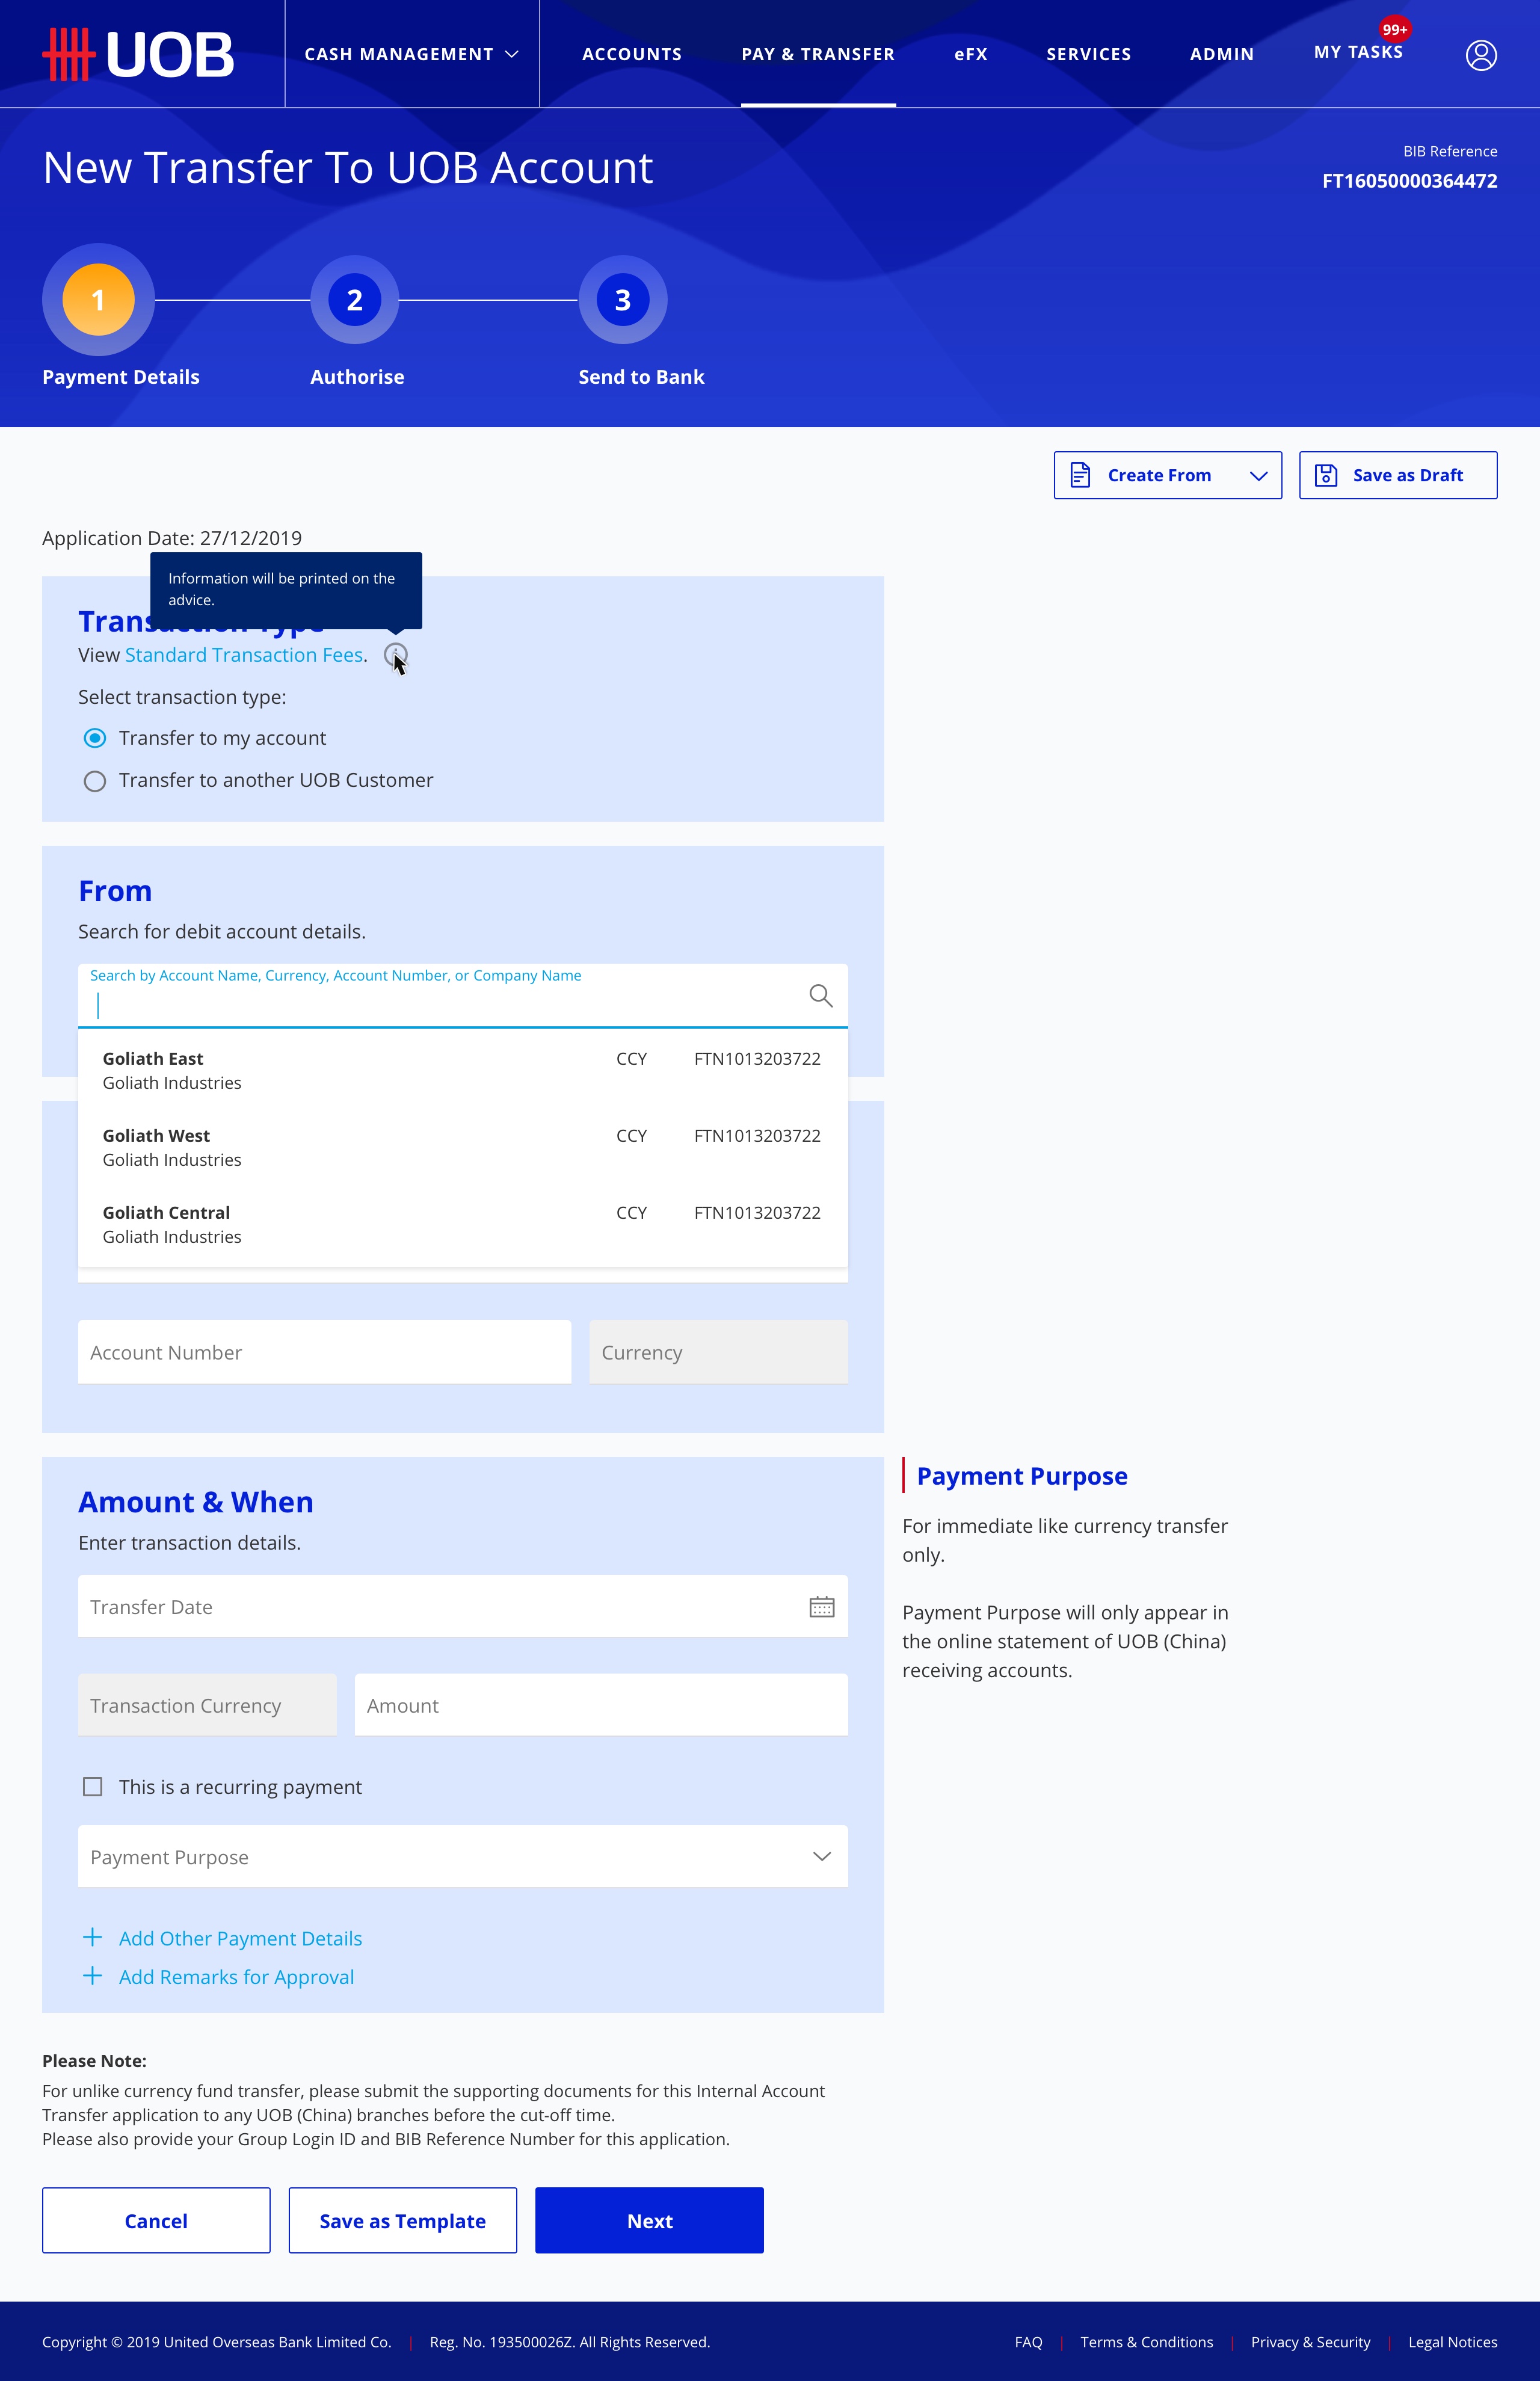 UOB
CASH MANAGEMENT
ACCOUNTS
PAY & TRANSFER
eFX
SERVICES
ADMIN
MY TASKS
99+
New Transfer To UOB Account
BIB Reference
FT16050000364472
1
2
3
Payment Details
Authorise
Send to Bank
Create From
Save as Draft
Application Date: 27/12/2019
Information will be printed on the
advice.
Transaction Type
View Standard Transaction Fees.
Select transaction type:
Transfer to my account
Transfer to another UOB Customer
From
Search for debit account details.
Search by Account Name, Currency, Account Number, or Company Name
Goliath East CCY FTN1013203722
Goliath Industries
Goliath West CCY FTN1013203722
Goliath Industries
Goliath Central CCY FTN1013203722
Goliath Industries
Account Number
Currency
Amount & When
Enter transaction details.
Transfer Date
Transaction Currency
Amount
This is a recurring payment
Payment Purpose
Add Other Payment Details
Add Remarks for Approval
Payment Purpose
For immediate like currency transfer
only.
Payment Purpose will only appear in
the online statement of UOB (China)
receiving accounts.
Please Note:
For unlike currency fund transfer, please submit the supporting documents for this Internal Account
Transfer application to any UOB (China) branches before the cut-off time.
Please also provide your Group Login ID and BIB Reference Number for this application.
Cancel
Save as Template
Next
Copyright © 2019 United Overseas Bank Limited Co. | Reg. No. 193500026Z. All Rights Reserved.
FAQ | Terms & Conditions | Privacy & Security | Legal Notices